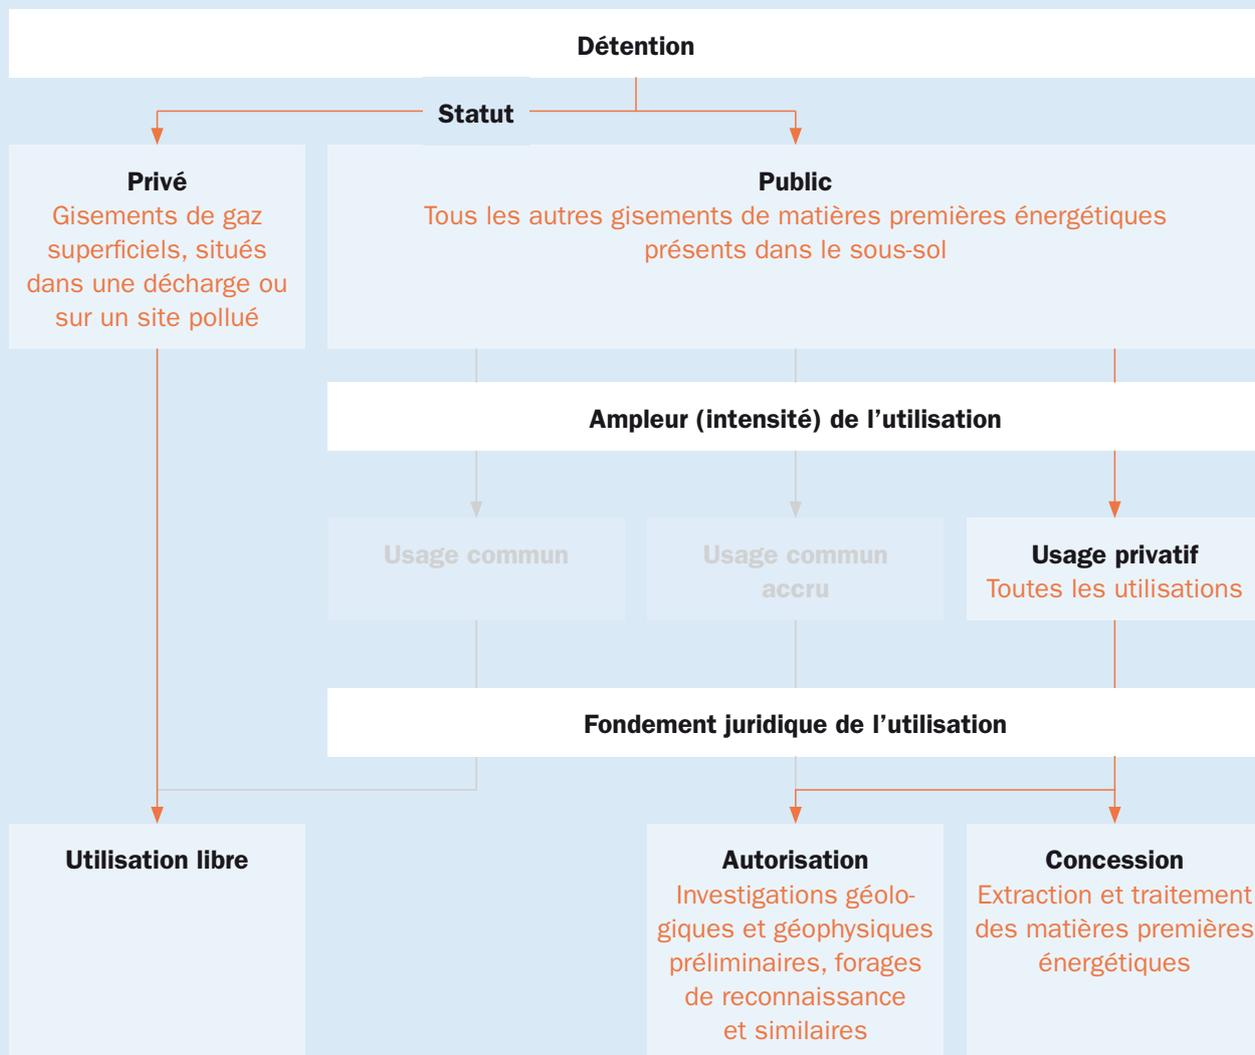 Détention
Statut
Privé
Gisements de gaz
superficiels, situés
dans une décharge ou
sur un site pollué
Public
Tous les autres gisements de matières premières énergétiques
présents dans le sous-sol
Ampleur (intensité) de l’utilisation
Usage commun
Usage commun
accru
Usage privatif
Toutes les utilisations
Fondement juridique de l’utilisation
Utilisation libre
Autorisation
Investigations géolo-
giques et géophysiques
préliminaires, forages
de reconnaissance
et similaires
Concession
Extraction et traitement
des matières premières
énergétiques